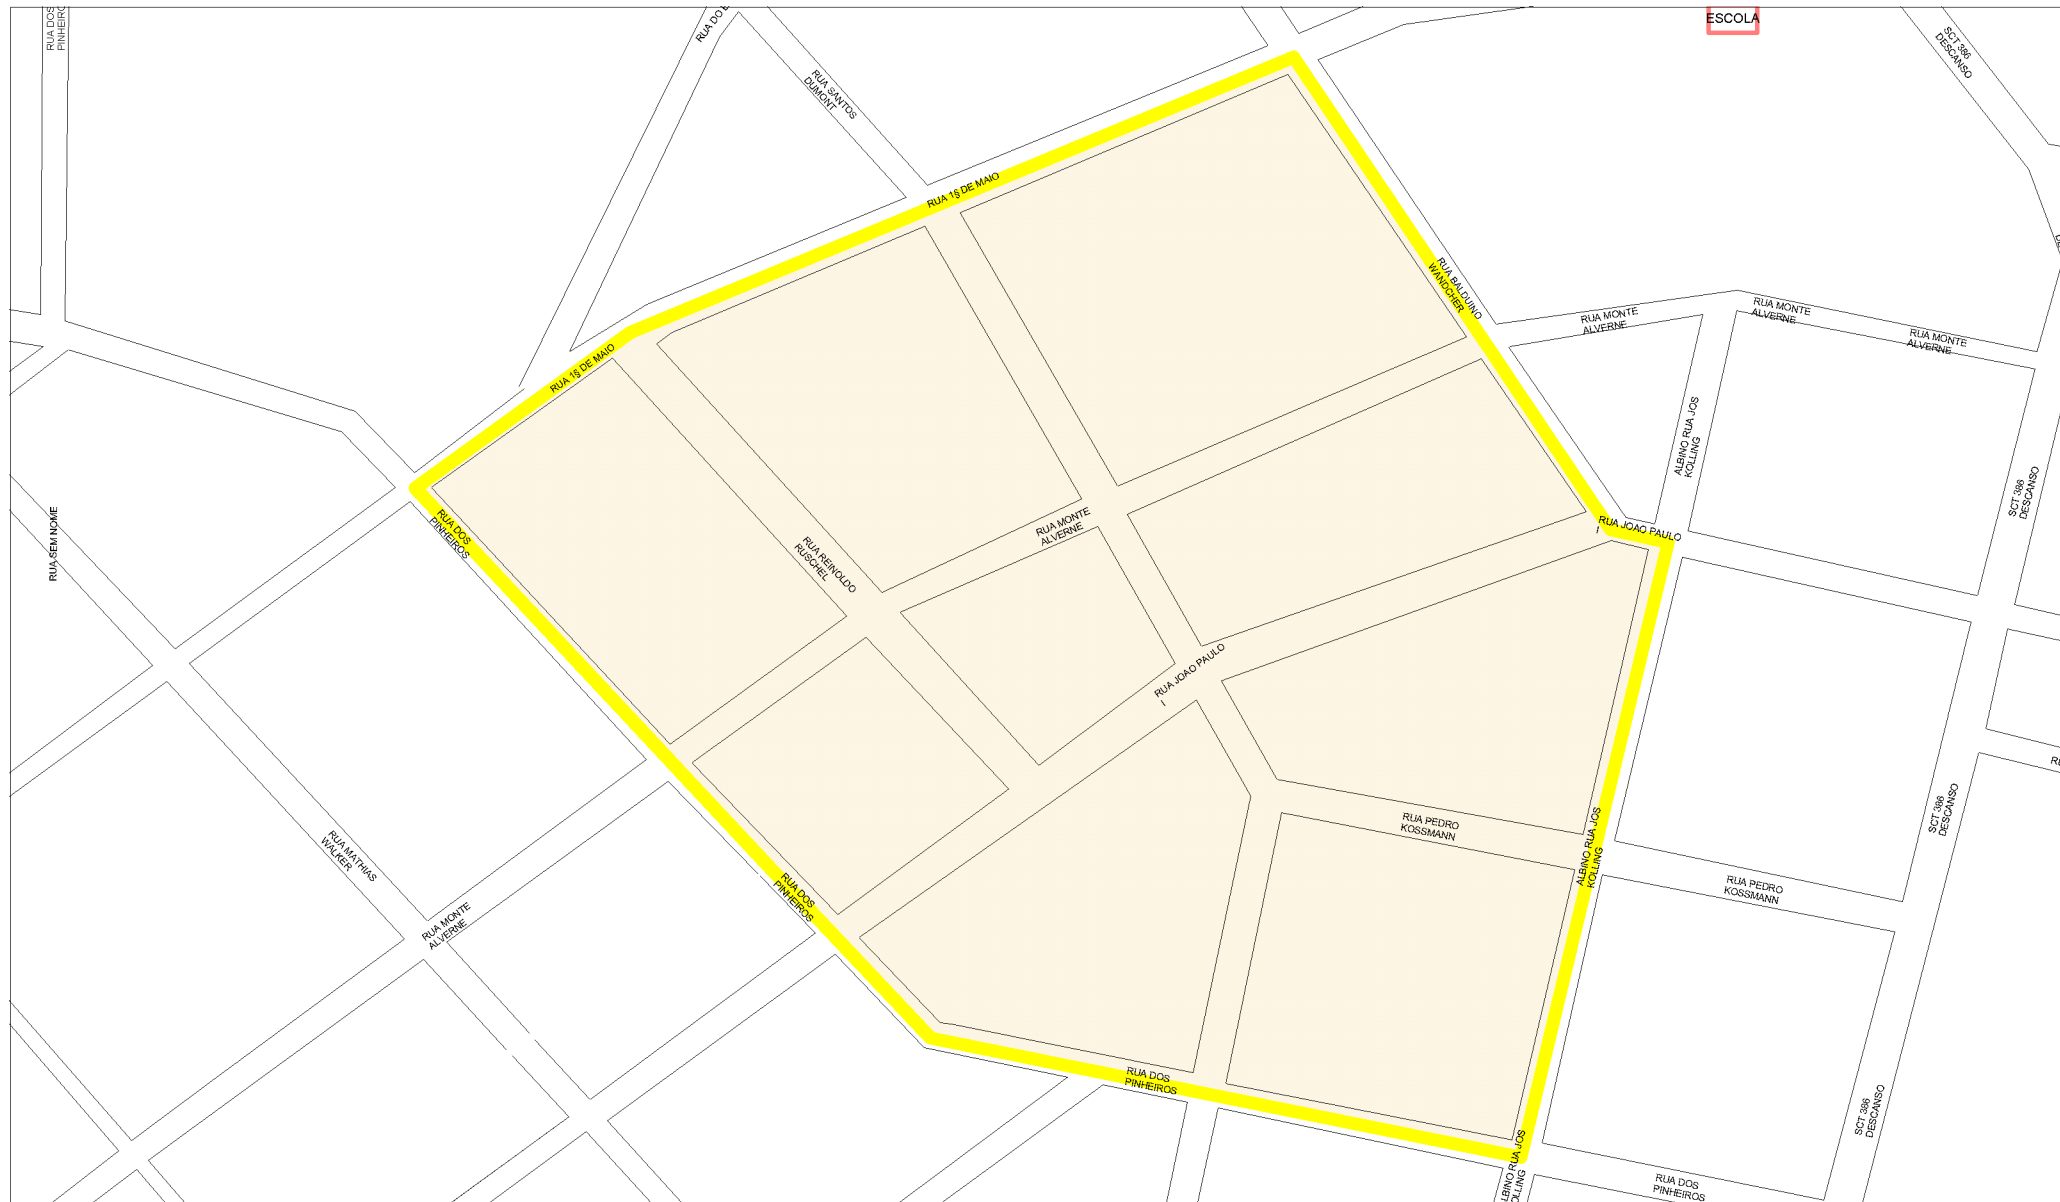 RUA DOS
PINHEIROS
RUA DO
RUA SANTOS
DUMONT
ESCOLA
SCT 386
DESCANSO
RUA 1§ DE MAIO
RUA BALDUINO
WANDCHER
RUA MONTE
ALVERNE
RUA MONTE
ALVERNE
RUA MONTE
ALVERNE
RUA 1§ DE MAIO
ALBINO RUA JOS
KOLLING
SCT 386
DESCANSO
RUA SEM NOME
RUA DOS
PINHEIROS
RUA REINOLDO
RUSCHEL
RUA MONTE
ALVERNE
RUA JOAO PAULO
I
RUA JOAO PAULO
I
RUA MATHIAS
WALKER
RUA PEDRO
KOSSMANN
ALBINO RUA JOS
KOLLING
SCT 386
DESCANSO
RUA DOS
PINHEIROS
RUA PEDRO
KOSSMANN
RUA MONTE
ALVERNE
RUA DOS
PINHEIROS
SCT 386
DESCANSO
LBINO RUA JOS
OLLING
RUA DOS
PINHEIROS